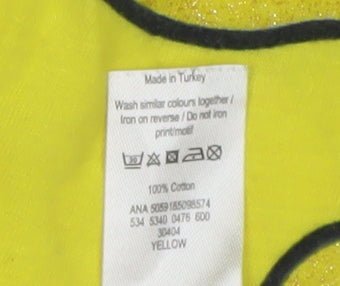 Made in Turkey
Wash similar colours together /
Iron on reverse / Do not iron
print/motif
30
100% Cotton
ANA 5059185098574
534 5340 0476 600
30404
YELLOW